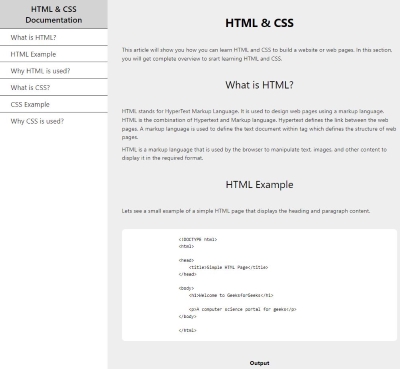 HTML & CSS
Documentation
What is HTML?
HTML Example
Why HTML is used?
What is CSS?
CSS Example
Why CSS is used?
HTML & CSS
This article will show you how you can learn HTML and CSS to build a website or web pages. In this section,
you will get complete overview to start learning HTML and CSS.
What is HTML?
HTML stands for HyperText Markup Language. It is used to design web pages using a markup language.
HTML is the combination of Hypertext and Markup language. Hypertext defines the link between the web
pages. A markup language is used to define the text document within tag which defines the structure of web
pages.
HTML is a markup language that is used by the browser to manipulate text, images, and other content to
display it in the required format.
HTML Example
Lets see a small example of a simple HTML page that displays the heading and paragraph content.
<!DOCTYPE html>
<html>
<head>
<title>Simple HTML Page</title>
</head>
<body>
<h1>Welcome to GeeksforGeeks</h1>
<p>A computer science portal for geeks</p>
</body>
</html>
Output